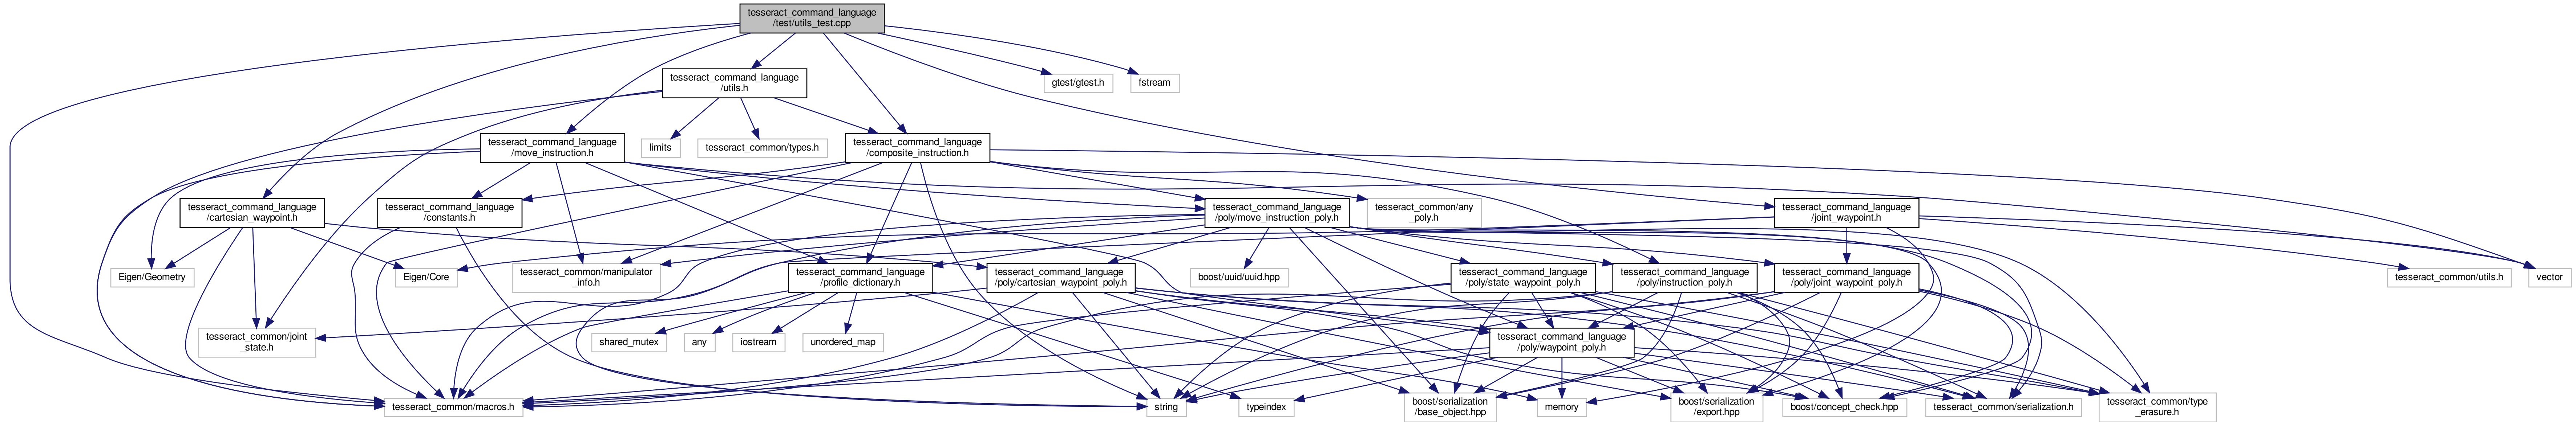 tesseract_command_language
/test/utils_test.cpp
tesseract_command_language
/utils.h
gtest/gtest.h
fstream
tesseract_command_language
/move_instruction.h
limits
tesseract_common/types.h
tesseract_command_language
/composite_instruction.h
tesseract_command_language
/cartesian_waypoint.h
tesseract_command_language
/constants.h
tesseract_command_language
/poly/move_instruction_poly.h
tesseract_common/any
_poly.h
tesseract_command_language
/joint_waypoint.h
Eigen/Geometry
Eigen/Core
tesseract_common/manipulator
_info.h
tesseract_command_language
/profile_dictionary.h
tesseract_command_language
/poly/cartesian_waypoint_poly.h
boost/uuid/uuid.hpp
tesseract_command_language
/poly/state_waypoint_poly.h
tesseract_command_language
/poly/instruction_poly.h
tesseract_command_language
/poly/joint_waypoint_poly.h
tesseract_common/utils.h
vector
tesseract_common/joint
_state.h
shared_mutex
any
iostream
unordered_map
tesseract_command_language
/poly/waypoint_poly.h
tesseract_common/macros.h
string
typeindex
boost/serialization
/base_object.hpp
memory
boost/serialization
/export.hpp
boost/concept_check.hpp
tesseract_common/serialization.h
tesseract_common/type
_erasure.h